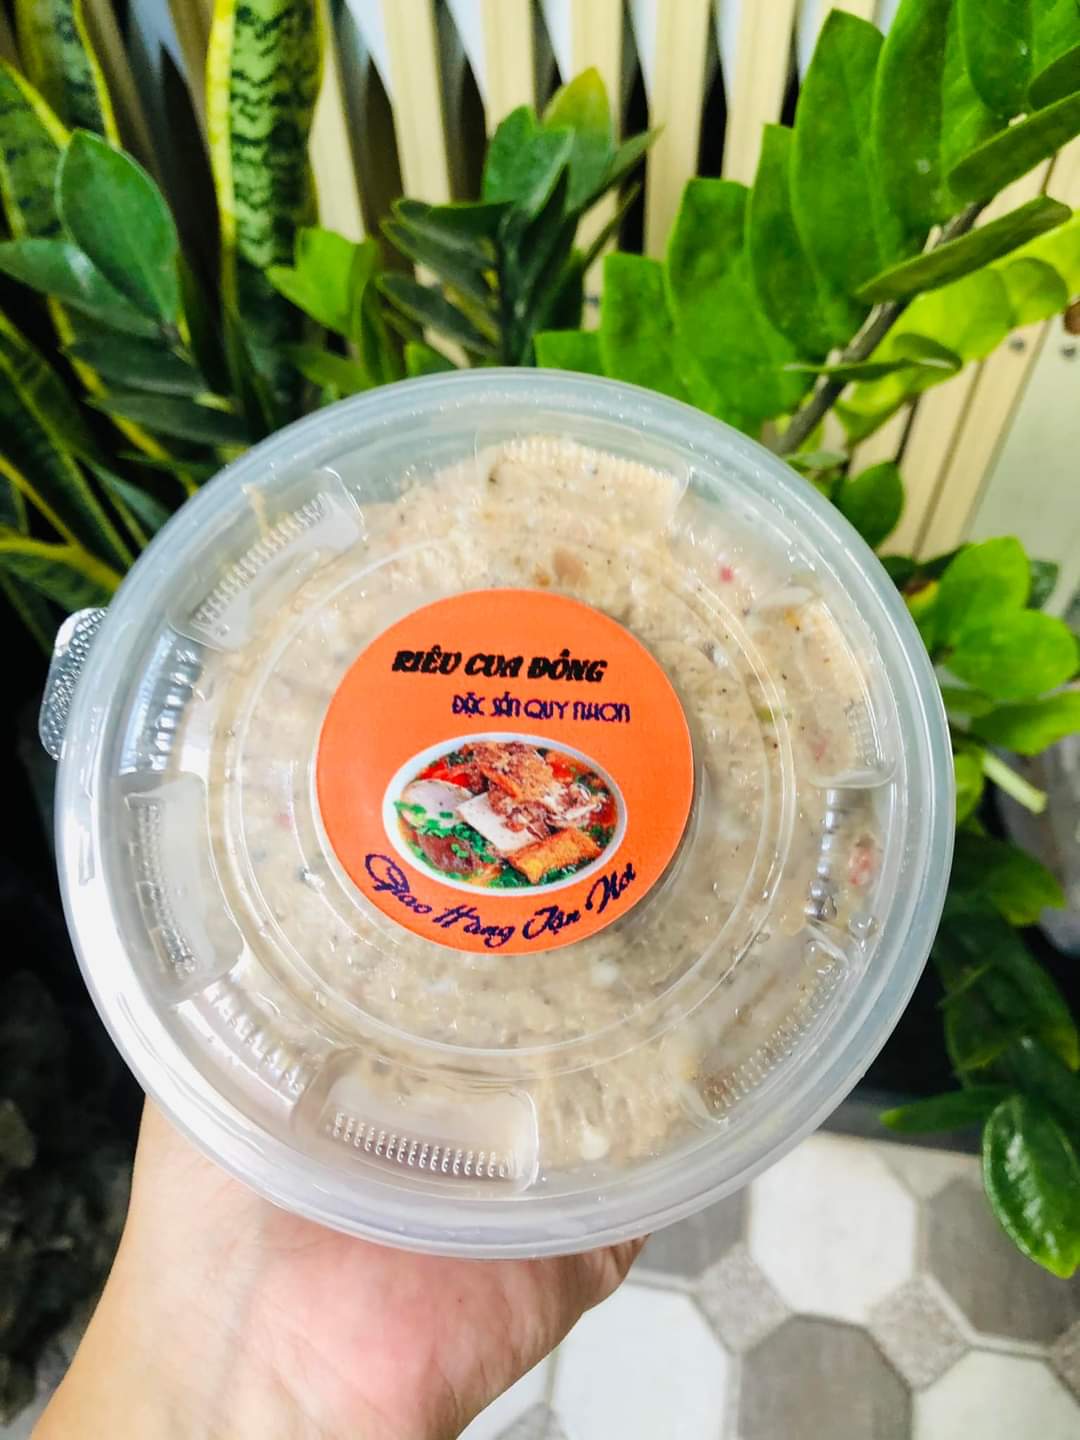 RIÊU CUA ĐỒNG
ĐẶC SẢN QUY NHƠN
Giao Hàng Tận Nơi